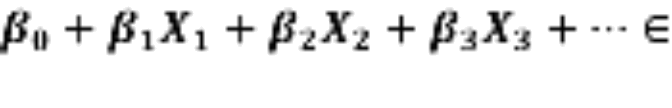 β₀ + β₁X₁ + β₂X₂ + β₃X₃ + ⋯ ∈